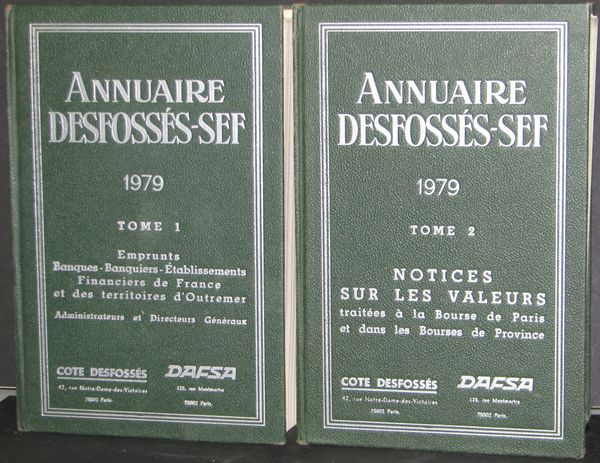 ANNUAIRE
DESFOSSÉS-SEF
1979
TOME 1
Emprunts
Banques - Banquiers - Établissements
Financiers de France
et des territoires d'Outremer
Administrateurs et Directeurs Généraux
COTE DESFOSSÉS
42, rue Notre-Dame-des-Victoires
75002 Paris.
DAFSA
125, rue Montmartre
75002 Paris.
ANNUAIRE
DESFOSSÉS-SEF
1979
TOME 2
NOTICES
SUR LES VALEURS
traitées à la Bourse de Paris
et dans les Bourses de Province
COTE DESFOSSÉS
42, rue Notre-Dame-des-Victoires
75002 Paris.
DAFSA
125, rue Montmartre
75002 Paris.